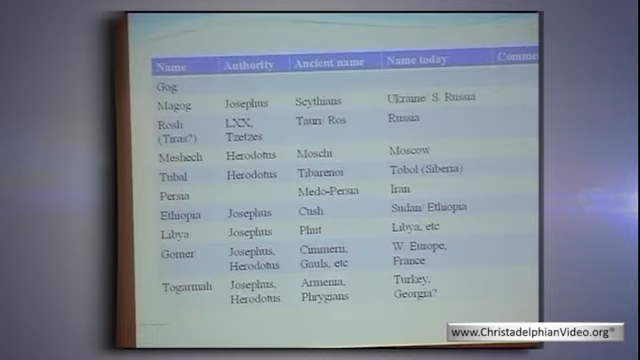 Name Authority Ancient name Name today Comme
Gog
Magog Josephus Scythians Ukraine S. Russia
Rosh LXX, Tauri/ Ros Russia
(Tiras?) Tzetzes
Meshech Herodotus Moschi Moscow
Tubal Herodotus Tibarenoi Tobol (Siberia)
Persia Medo-Persia Iran
Ethiopia Josephus Cush Sudan/ Ethiopia
Libya Josephus Phut Libya, etc
Gomer Josephus, Cimmerii, W. Europe,
Herodotus Gauls, etc France
Togarmah Josephus, Armenia, Turkey,
Herodotus Phrygians Georgia?
www.ChristadelphianVideo.org®